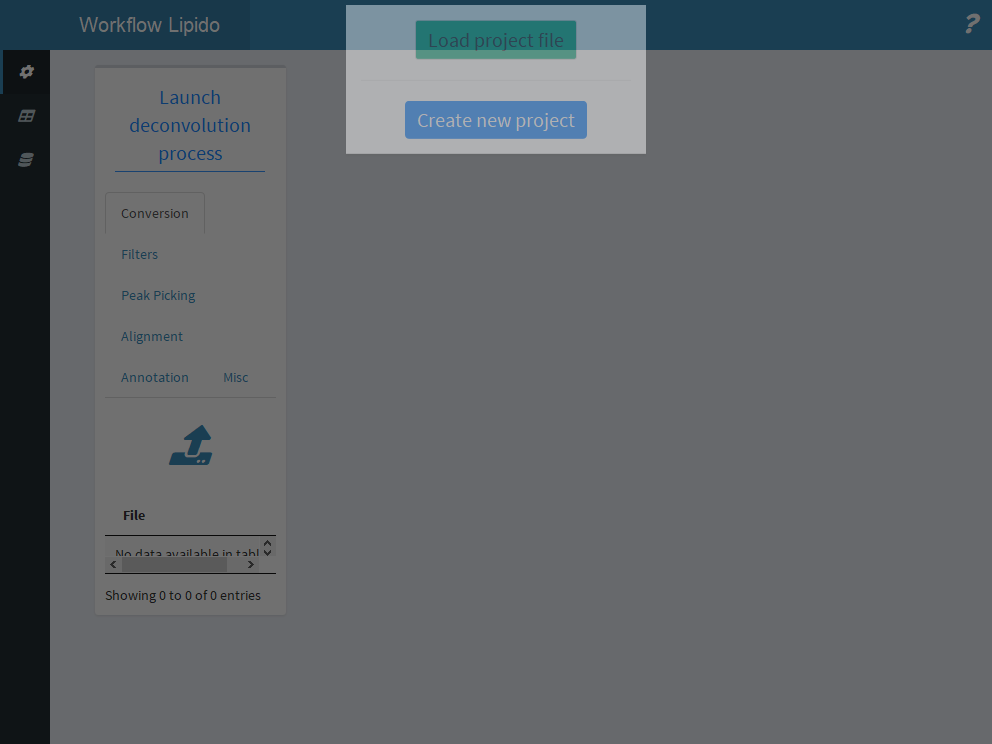 Workflow Lipido
?
Load project file
Create new project
Launch
deconvolution
process
Conversion
Filters
Peak Picking
Alignment
Annotation Misc
File
No data available in tabl
Showing 0 to 0 of 0 entries